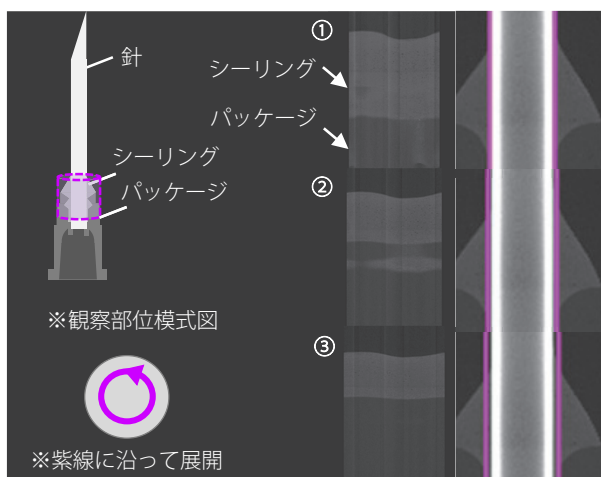 針
シーリング
パッケージ
※観察部位模式図
※紫線に沿って展開
①
シーリング
パッケージ
②
③